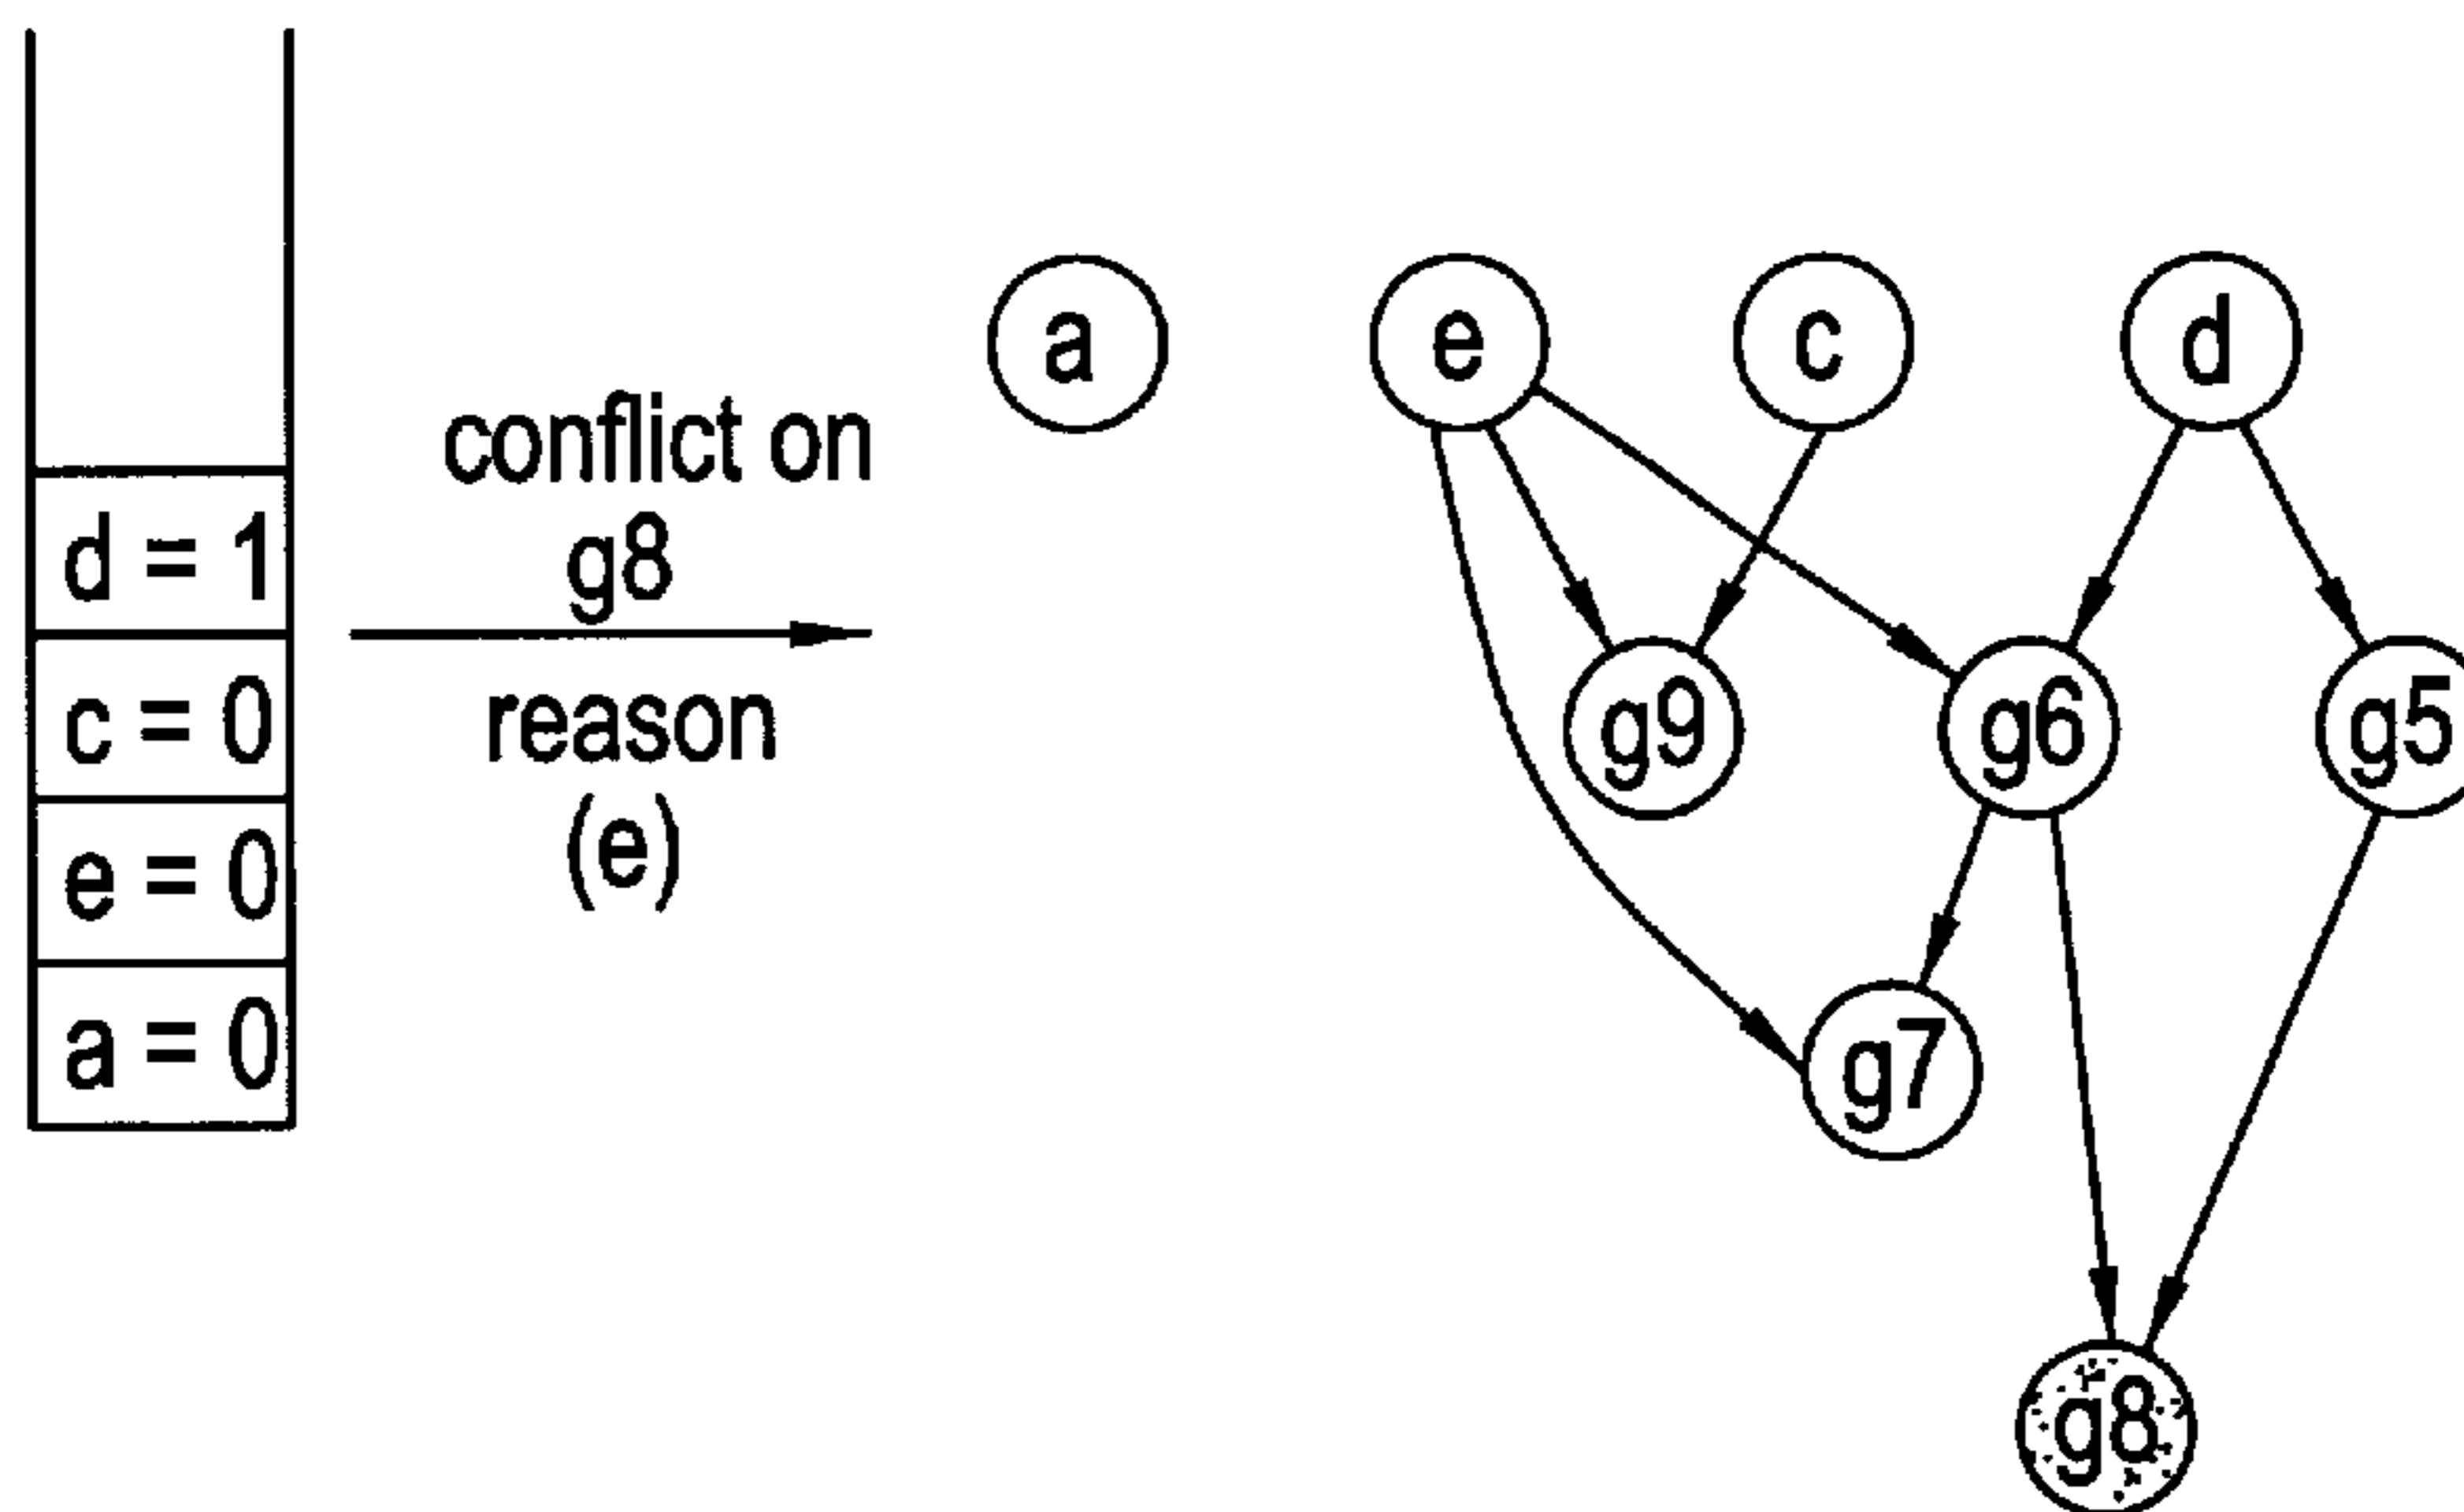 d = 1
c = 0
e = 0
a = 0
conflict on
g8
reason
(e)
a
e
c
d
g9
g6
g5
g7
g8